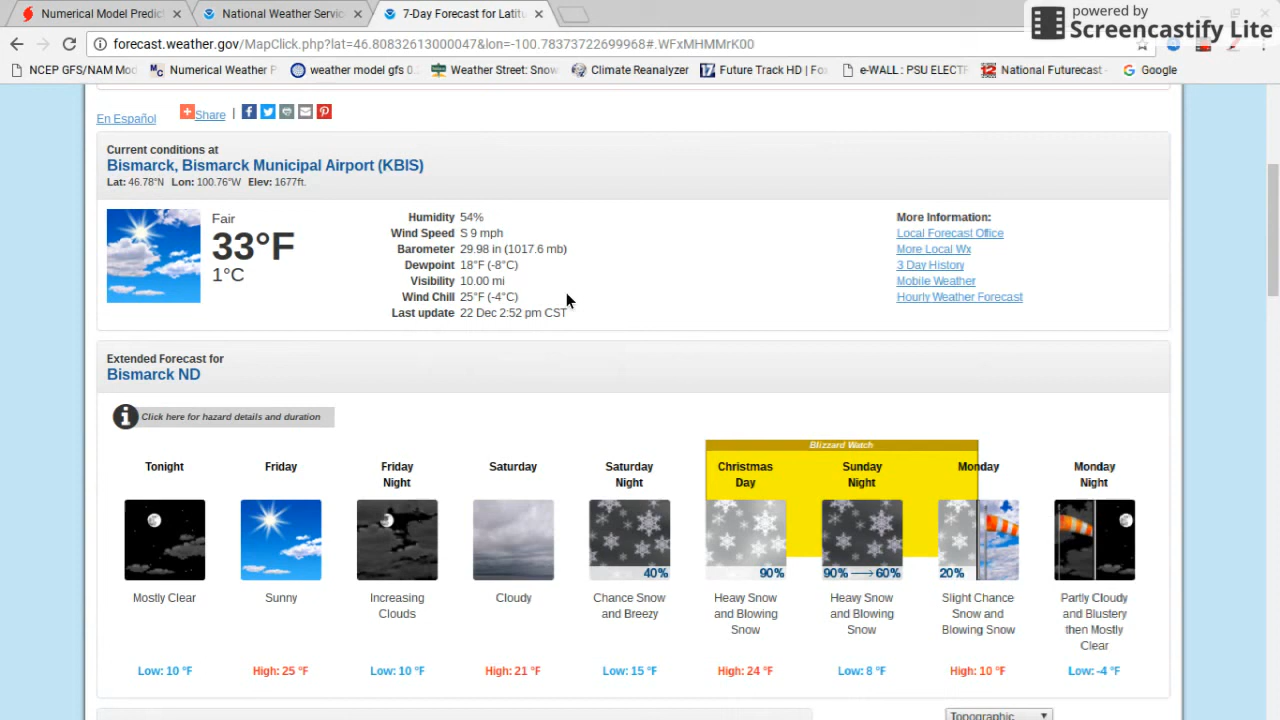 Numerical Model Predic
National Weather Servic
7-Day Forecast for Latitu
powered by
Screencastify Lite
forecast.weather.gov/MapClick.php?lat=46.80832613000043&lon=-100.78373722699968#.WFxMHMMrK00
NCEP GFS/NAM Mod
Numerical Weather P
weather model gfs 0.
Weather Street: Snow
Climate Reanalyzer
Future Track HD | Fox
e-WALL : PSU ELECTR
National Futurecast
Google
En Español
Share
Current conditions at
Bismarck, Bismarck Municipal Airport (KBIS)
Lat: 46.78°N Lon: 100.76°W Elev: 1677ft.
Fair
33°F
1°C
Humidity 54%
Wind Speed S 9 mph
Barometer 29.98 in (1017.6 mb)
Dewpoint 18°F (-8°C)
Visibility 10.00 mi
Wind Chill 25°F (-4°C)
Last update 22 Dec 2:52 pm CST
More Information:
Local Forecast Office
More Local Wx
3 Day History
Mobile Weather
Hourly Weather Forecast
Extended Forecast for
Bismarck ND
Click here for hazard details and duration
Blizzard Watch
Tonight
Mostly Clear
Low: 10 °F
Friday
Sunny
High: 25 °F
Friday
Night
Increasing
Clouds
Low: 10 °F
Saturday
Cloudy
High: 21 °F
Saturday
Night
40%
Chance Snow
and Breezy
Low: 15 °F
Christmas
Day
90%
Heavy Snow
and Blowing
Snow
High: 24 °F
Sunday
Night
90% → 60%
Heavy Snow
and Blowing
Snow
Low: 8 °F
Monday
20%
Slight Chance
Snow and
Blowing Snow
High: 10 °F
Monday
Night
Partly Cloudy
and Blustery
then Mostly
Clear
Low: -4 °F
Topographic